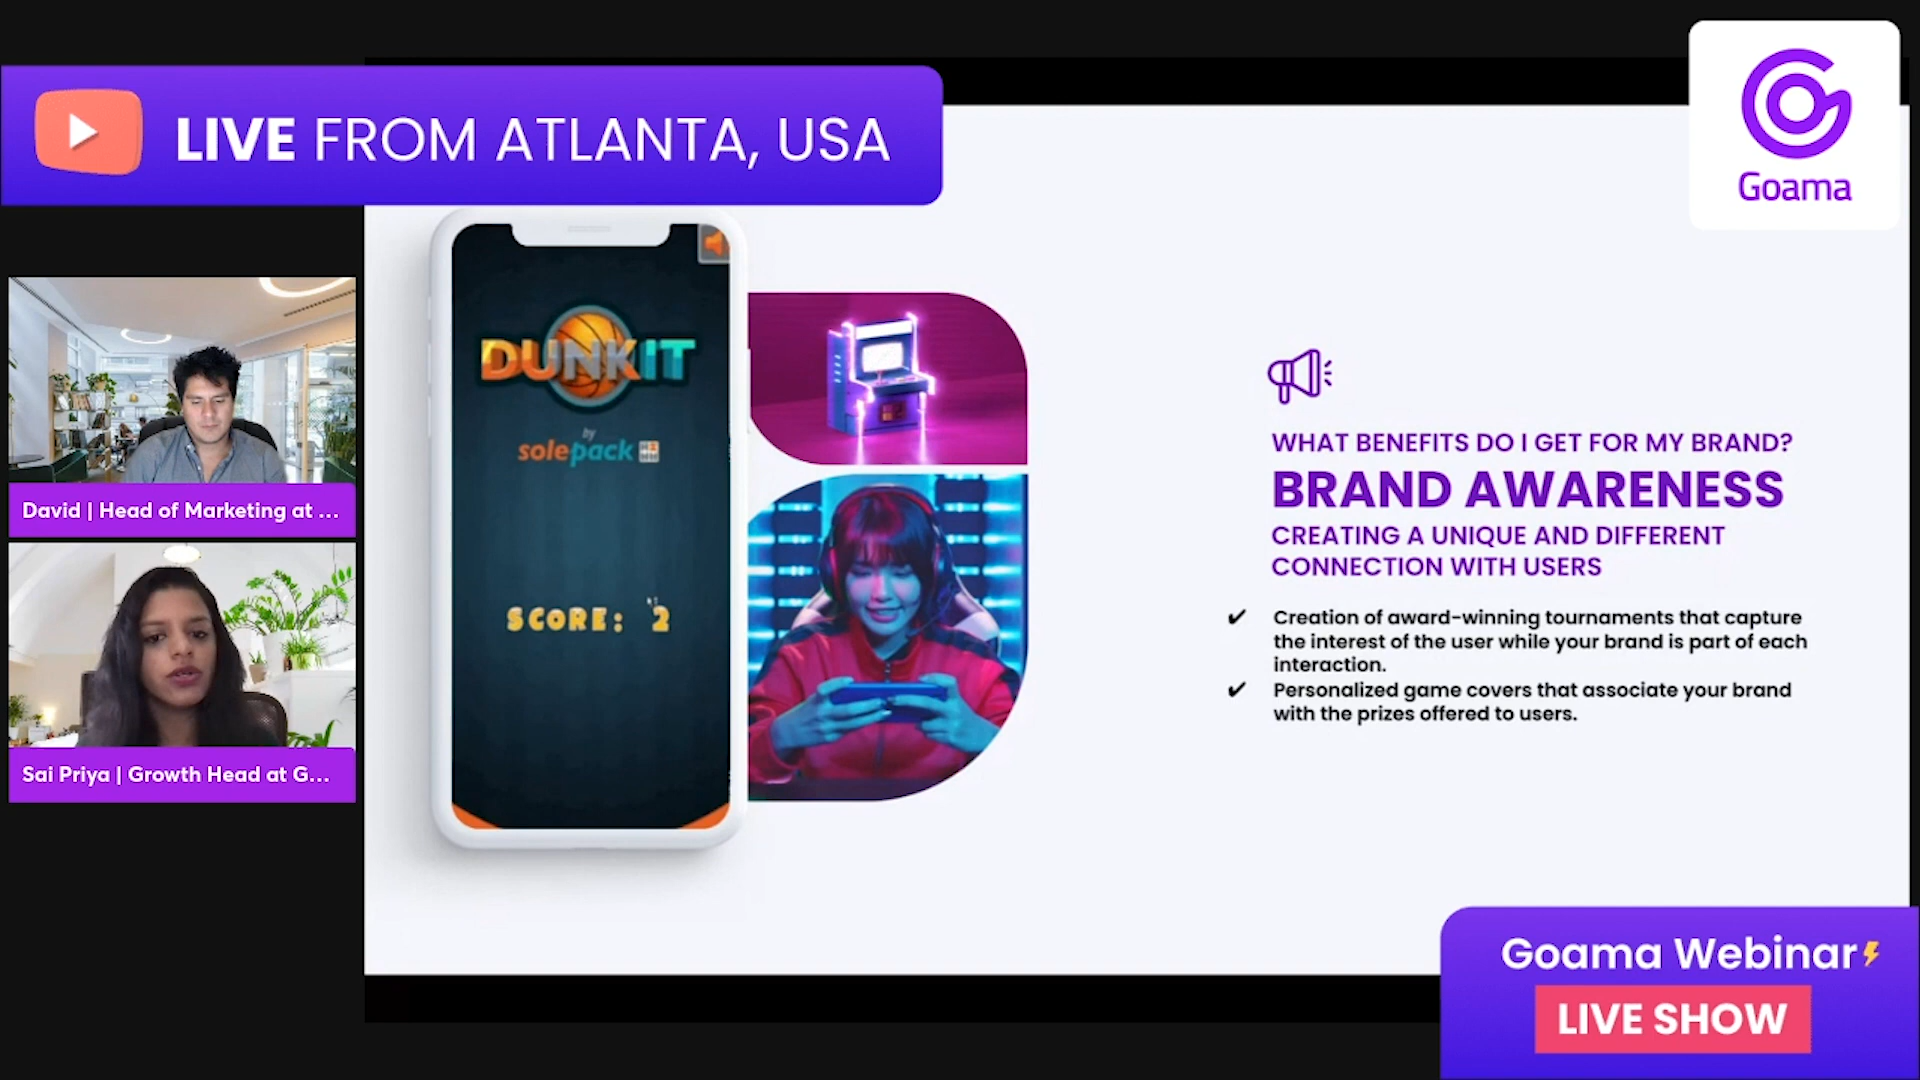 LIVE FROM ATLANTA, USA
Goama
DUNKIT
by
solepack
SCORE: 2
David | Head of Marketing at ...
Sai Priya | Growth Head at G...
WHAT BENEFITS DO I GET FOR MY BRAND?
BRAND AWARENESS
CREATING A UNIQUE AND DIFFERENT
CONNECTION WITH USERS
✔ Creation of award-winning tournaments that capture
the interest of the user while your brand is part of each
interaction.
✔ Personalized game covers that associate your brand
with the prizes offered to users.
Goama Webinar⚡
LIVE SHOW